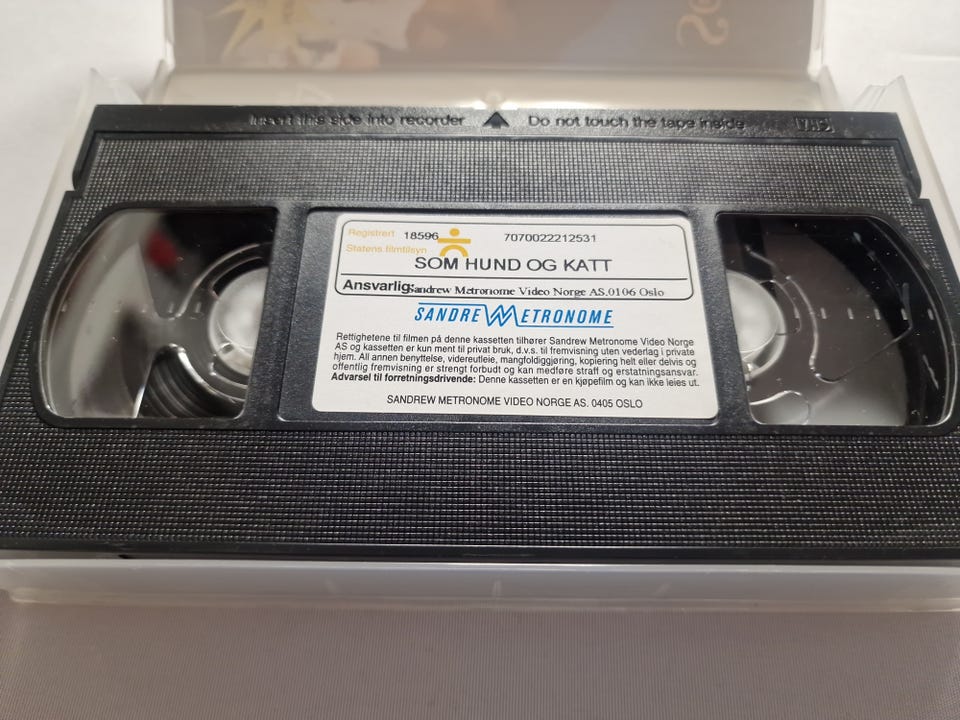 Insert this side into recorder ▲ Do not touch the tape inside VHS
Registrert 18596 7070022212531
Statens filmtilsyn
SOM HUND OG KATT
Ansvarlig: Sandrew Metronome Video Norge AS.0106 Oslo
SANDREW METRONOME
Rettighetene til filmen på denne kassetten tilhører Sandrew Metronome Video Norge
AS og kassetten er kun ment til privat bruk, d.v.s. til fremvisning uten vederlag i private
hjem. All annen benyttelse, videreutleie, mangfoldiggjøring, kopiering helt eller delvis og
offentlig fremvisning er strengt forbudt og kan medføre straff og erstatningsansvar.
Advarsel til forretningsdrivende: Denne kassetten er en kjøpefilm og kan ikke leies ut.
SANDREW METRONOME VIDEO NORGE AS. 0405 OSLO